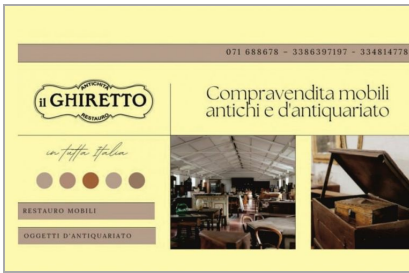 071 688678 - 3386397197 - 334814778
ANTICHITÀ
il GHIRETTO
RESTAURO
Compravendita mobili
antichi e d'antiquariato
in tutta Italia
RESTAURO MOBILI
OGGETTI D'ANTIQUARIATO